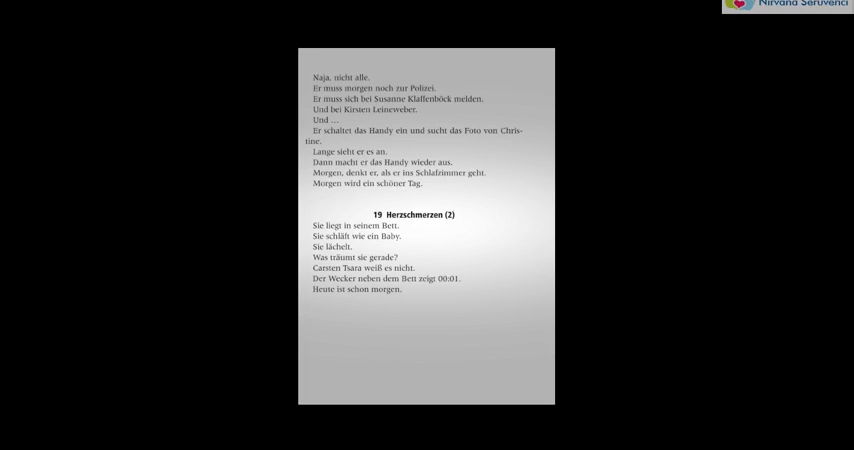 Nirvana Serüvenci
Naja, nicht alle.
Er muss morgen noch zur Polizei.
Er muss sich bei Susanne Klaffenböck melden.
Und bei Kirsten Leineweber.
Und ...
Er schaltet das Handy ein und sucht das Foto von Chris-
tine.
Lange sieht er es an.
Dann macht er das Handy wieder aus.
Morgen, denkt er, als er ins Schlafzimmer geht.
Morgen wird ein schöner Tag.
19 Herzschmerzen (2)
Sie liegt in seinem Bett.
Sie schläft wie ein Baby.
Sie lächelt.
Was träumt sie gerade?
Carsten Tsara weiß es nicht.
Der Wecker neben dem Bett zeigt 00:01.
Heute ist schon morgen.